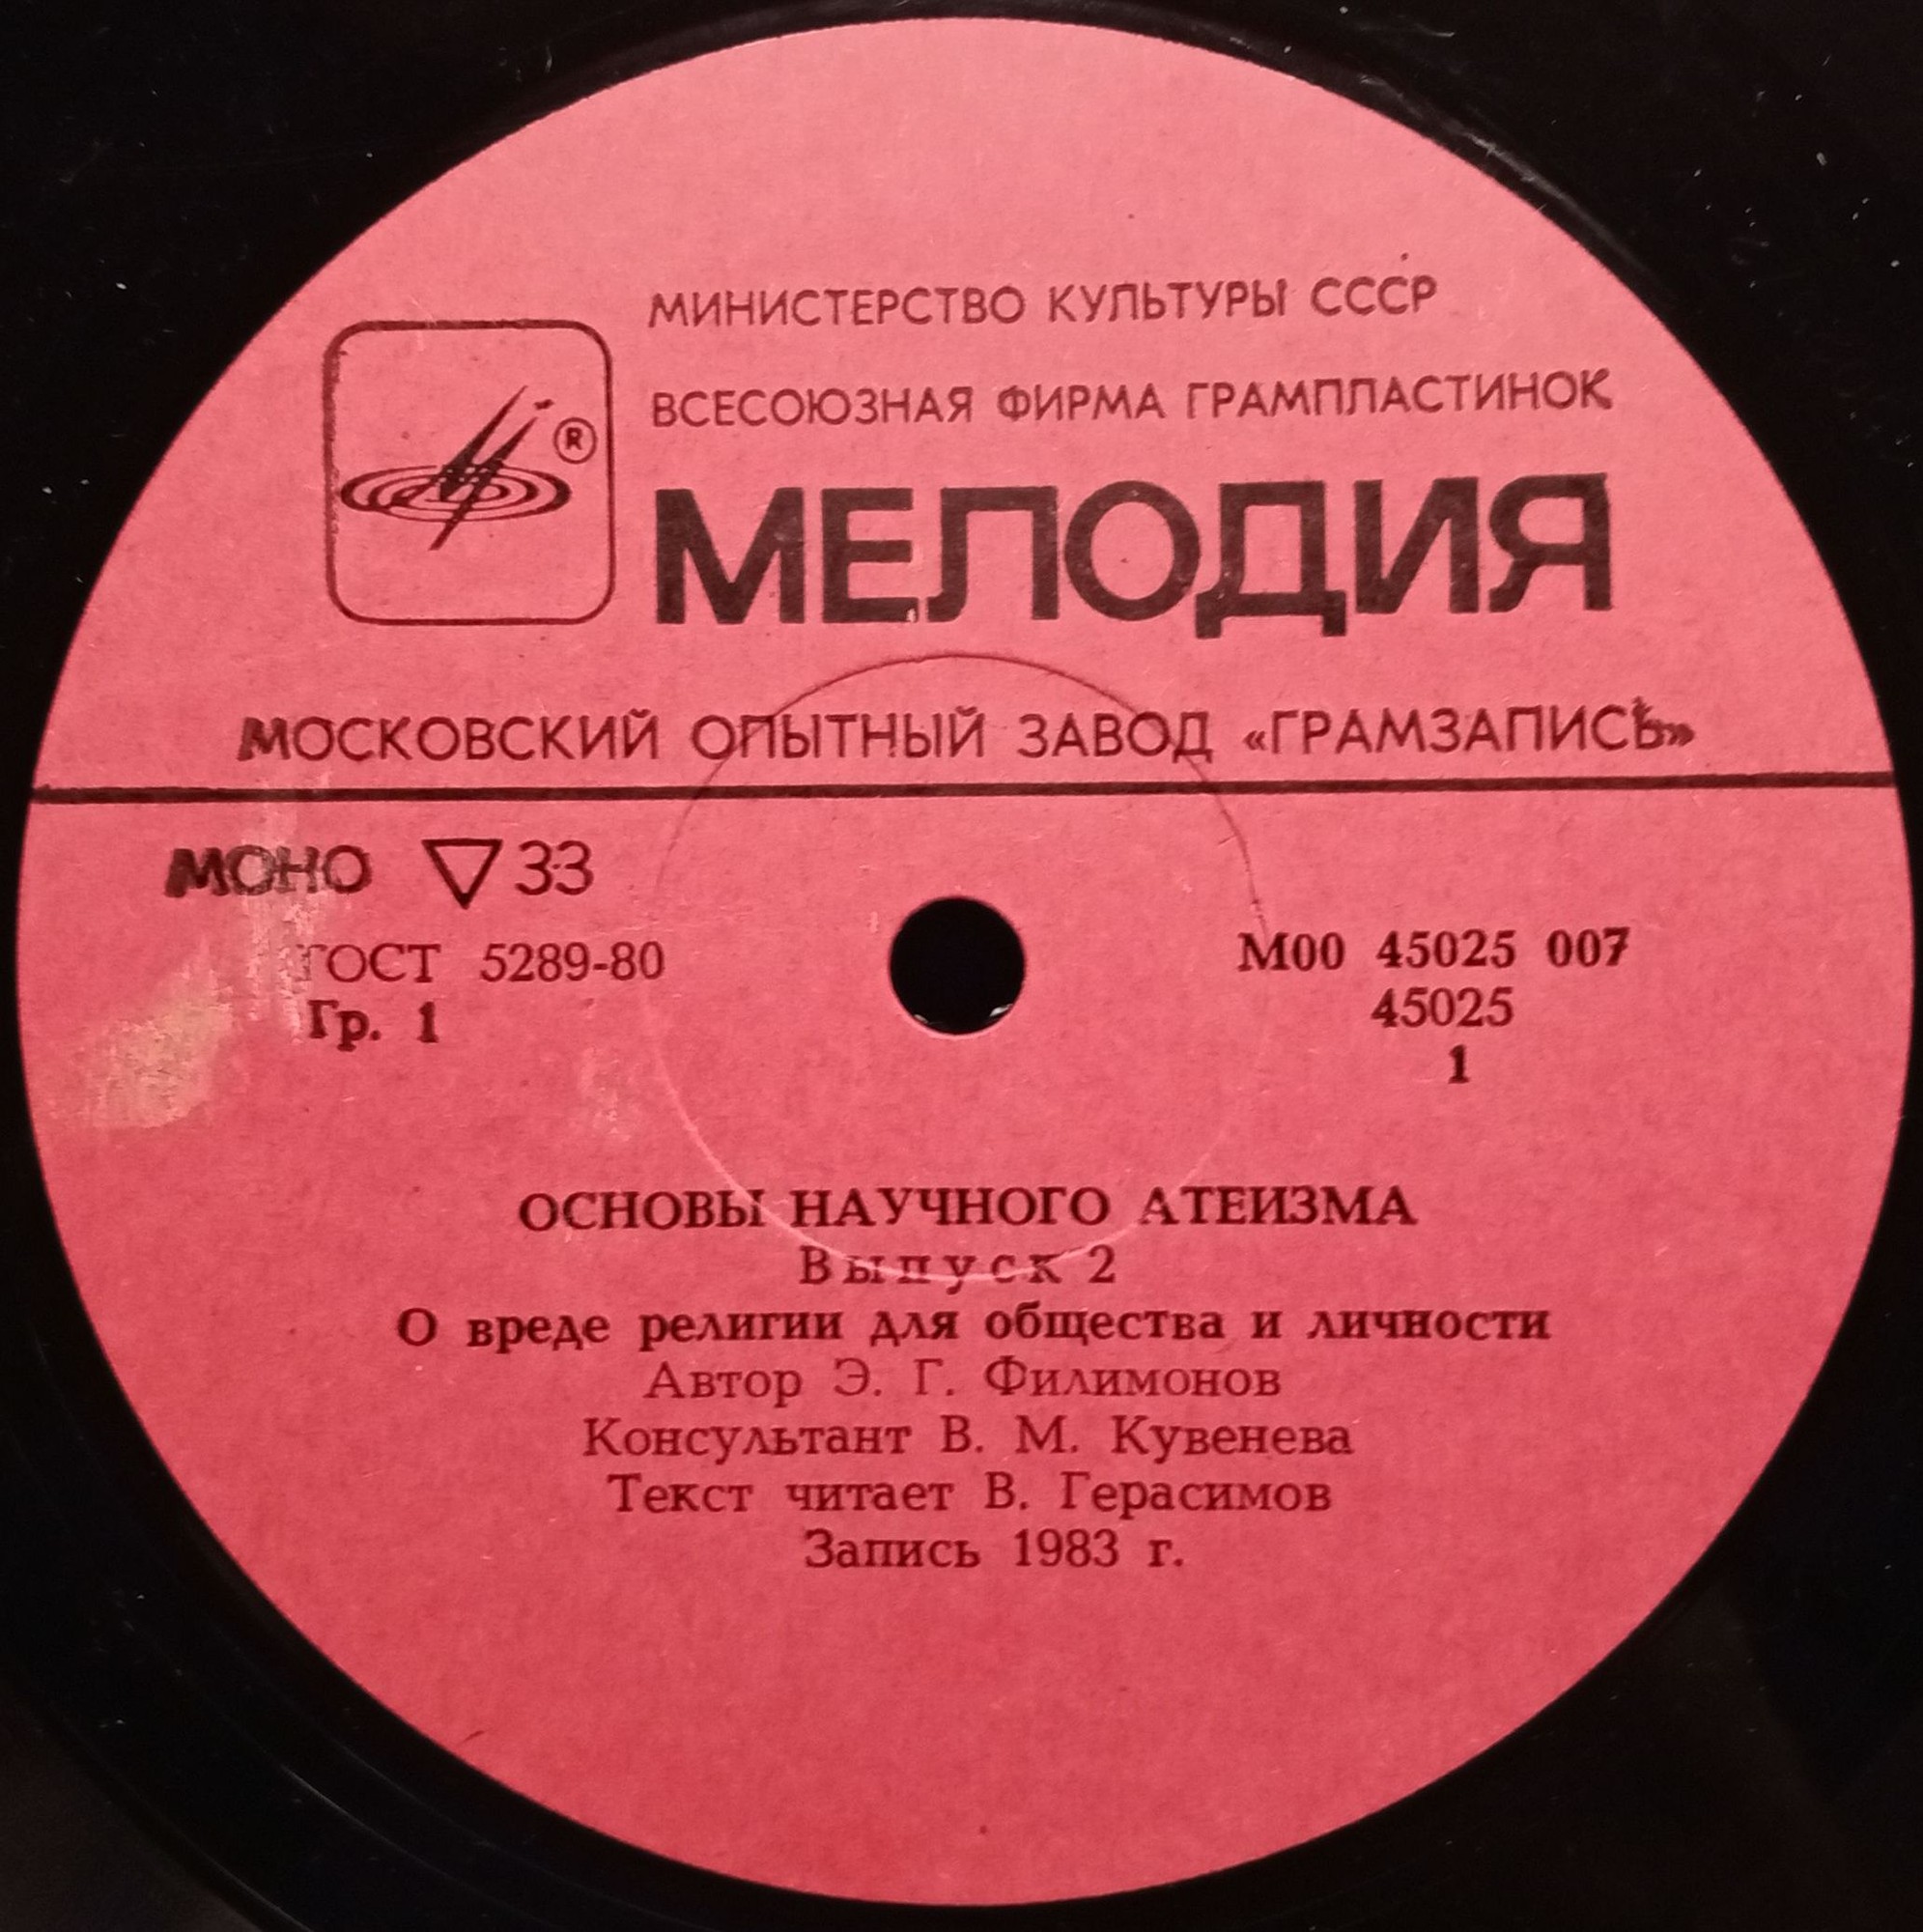 МИНИСТЕРСТВО КУЛЬТУРЫ СССР
ВСЕСОЮЗНАЯ ФИРМА ГРАМПЛАСТИНОК
®
МЕЛОДИЯ
МОСКОВСКИЙ ОПЫТНЫЙ ЗАВОД «ГРАМЗАПИСЬ»
МОНО ▽ 33
ГОСТ 5289-80
Гр. 1
М00 45025 007
45025
1
ОСНОВЫ НАУЧНОГО АТЕИЗМА
Выпуск 2
О вреде религии для общества и личности
Автор Э. Г. Филимонов
Консультант В. М. Кувенева
Текст читает В. Герасимов
Запись 1983 г.